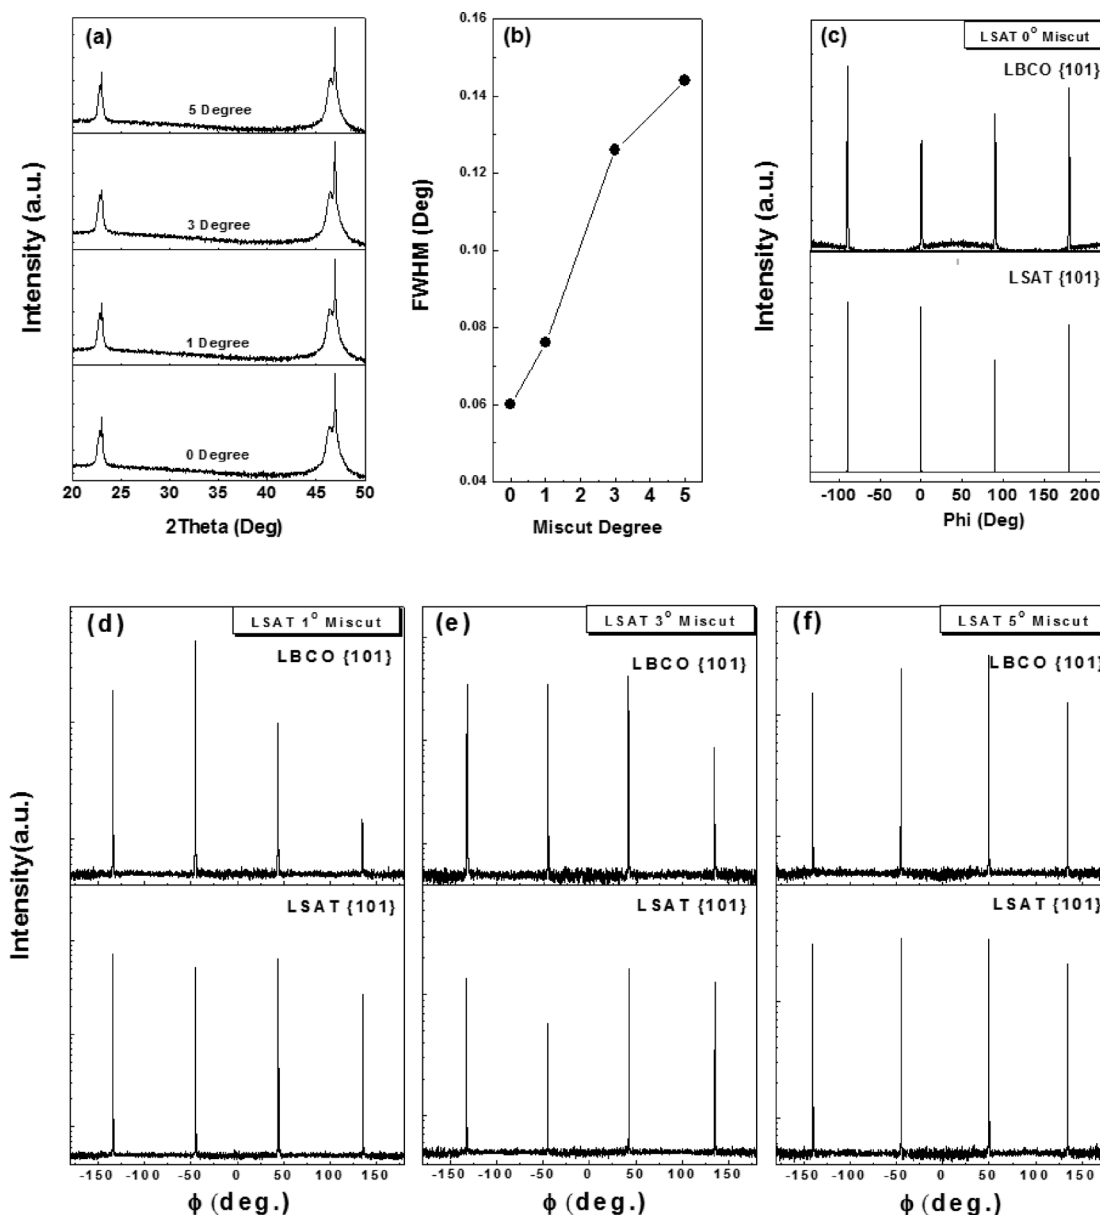 (a)
5 Degree
3 Degree
1 Degree
0 Degree
Intensity (a.u.)
20 25 30 35 40 45 50
2Theta (Deg)
(b)
0.16
0.14
0.12
0.10
0.08
0.06
0.04
FWHM (Deg)
0 1 2 3 4 5
Miscut Degree
(c)
LSAT 0° Miscut
LBCO {101}
LSAT {101}
Intensity (a.u.)
-100 -50 0 50 100 150 200
Phi (Deg)
(d)
LSAT 1° Miscut
LBCO {101}
LSAT {101}
Intensity(a.u.)
-150 -100 -50 0 50 100 150
ϕ (deg.)
(e)
LSAT 3° Miscut
LBCO {101}
LSAT {101}
-150 -100 -50 0 50 100 150
ϕ (deg.)
(f)
LSAT 5° Miscut
LBCO {101}
LSAT {101}
-150 -100 -50 0 50 100 150
ϕ (deg.)